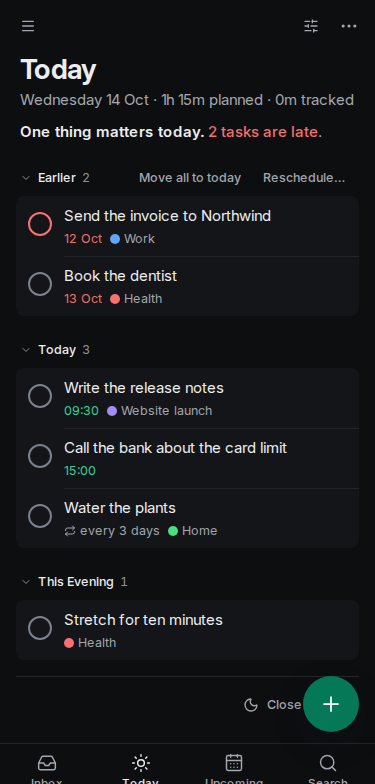 Today
Wednesday 14 Oct · 1h 15m planned · 0m tracked
One thing matters today. 2 tasks are late.
Earlier 2 Move all to today Reschedule...
Send the invoice to Northwind
12 Oct Work
Book the dentist
13 Oct Health
Today 3
Write the release notes
09:30 Website launch
Call the bank about the card limit
15:00
Water the plants
every 3 days Home
This Evening 1
Stretch for ten minutes
Health
Close
Inbox Today Upcoming Search